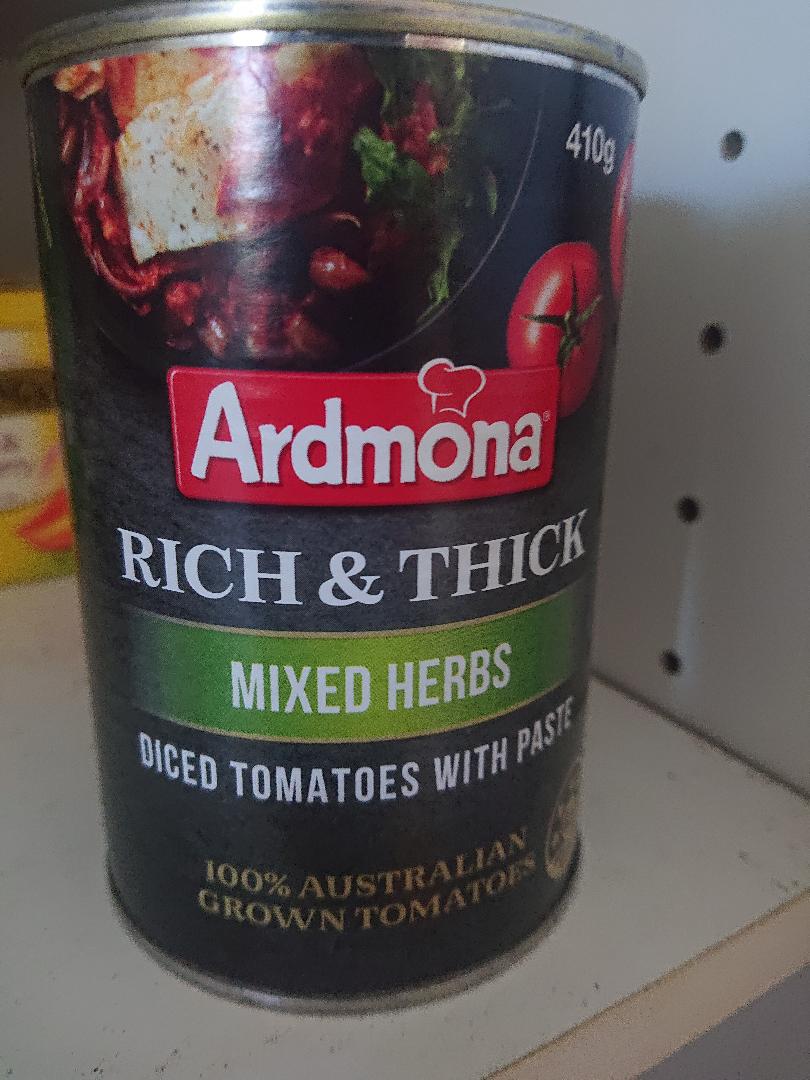 410g
Ardmona®
RICH & THICK
MIXED HERBS
DICED TOMATOES WITH PASTE
100% AUSTRALIAN
GROWN TOMATOES